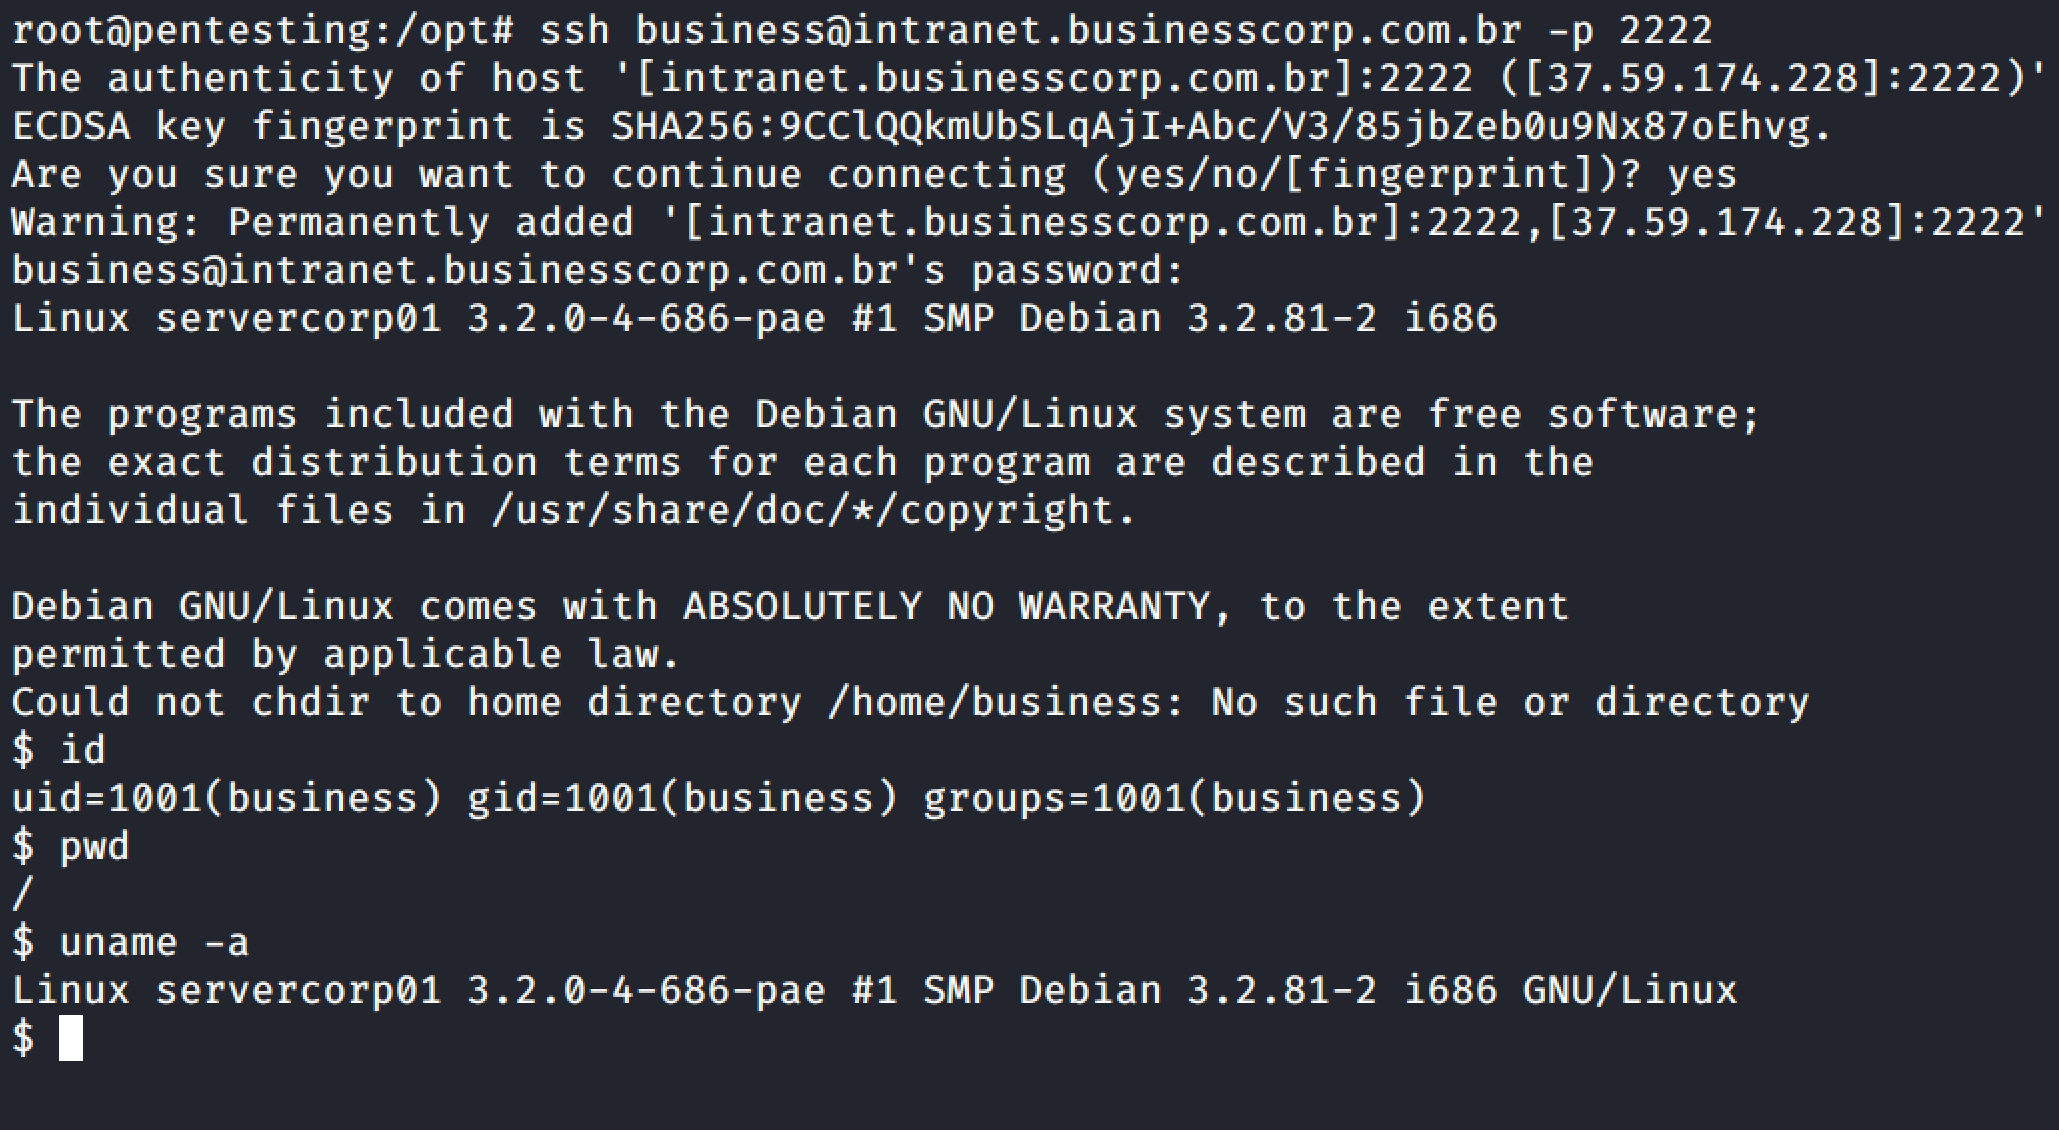 root@pentesting:/opt# ssh business@intranet.businesscorp.com.br -p 2222
The authenticity of host '[intranet.businesscorp.com.br]:2222 ([37.59.174.228]:2222)'
ECDSA key fingerprint is SHA256:9CClQQkmUbSLqAjI+Abc/V3/85jbZeb0u9Nx87oEhvg.
Are you sure you want to continue connecting (yes/no/[fingerprint])? yes
Warning: Permanently added '[intranet.businesscorp.com.br]:2222,[37.59.174.228]:2222'
business@intranet.businesscorp.com.br's password:
Linux servercorp01 3.2.0-4-686-pae #1 SMP Debian 3.2.81-2 i686

The programs included with the Debian GNU/Linux system are free software;
the exact distribution terms for each program are described in the
individual files in /usr/share/doc/*/copyright.

Debian GNU/Linux comes with ABSOLUTELY NO WARRANTY, to the extent
permitted by applicable law.
Could not chdir to home directory /home/business: No such file or directory
$ id
uid=1001(business) gid=1001(business) groups=1001(business)
$ pwd
/
$ uname -a
Linux servercorp01 3.2.0-4-686-pae #1 SMP Debian 3.2.81-2 i686 GNU/Linux
$